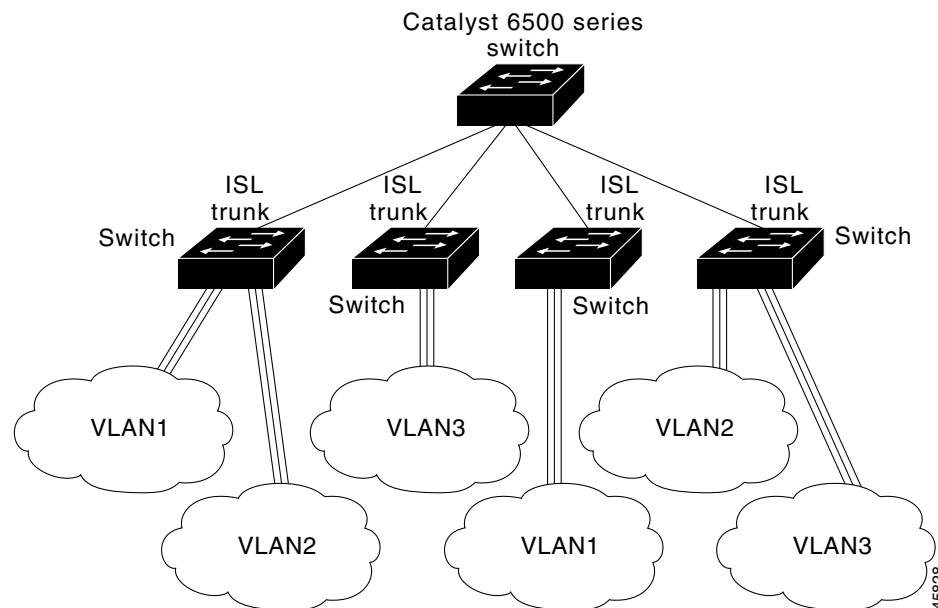 Catalyst 6500 series
switch
ISL
trunk
ISL
trunk
ISL
trunk
ISL
trunk
Switch
Switch
Switch
Switch
VLAN1
VLAN3
VLAN2
VLAN2
VLAN1
VLAN3